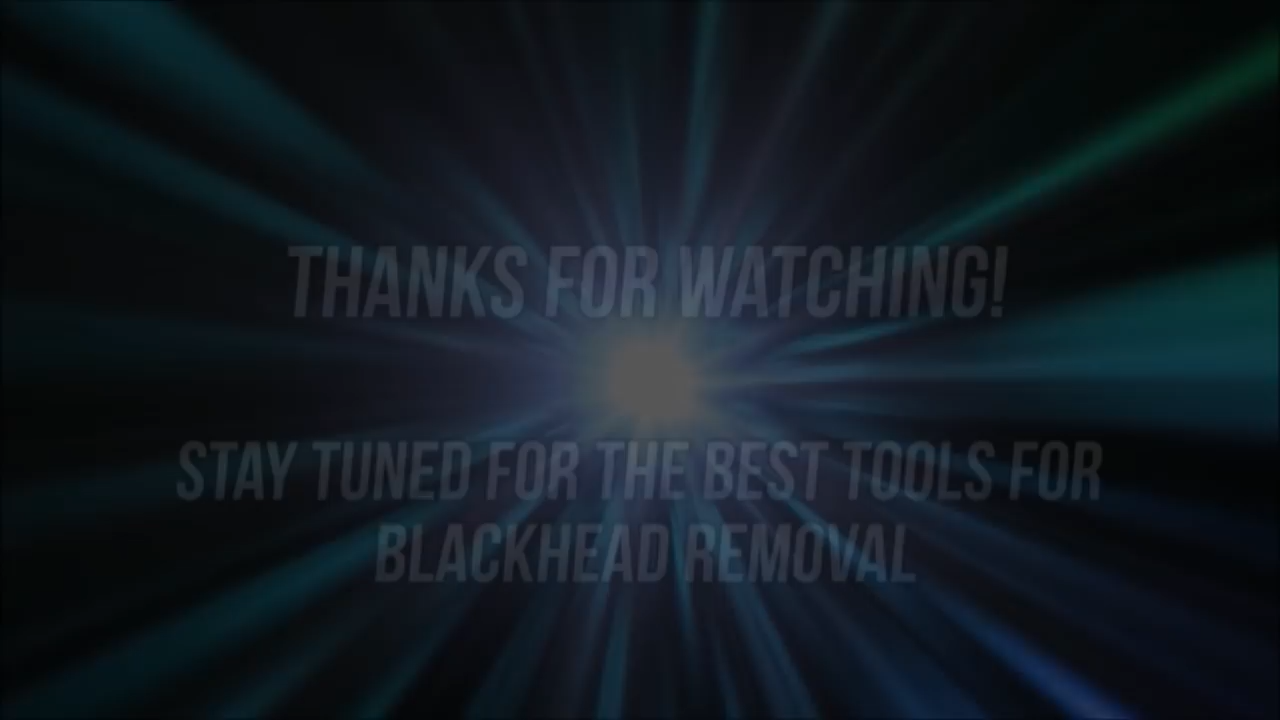 THANKS FOR WATCHING!
STAY TUNED FOR THE BEST TOOLS FOR
BLACKHEAD REMOVAL